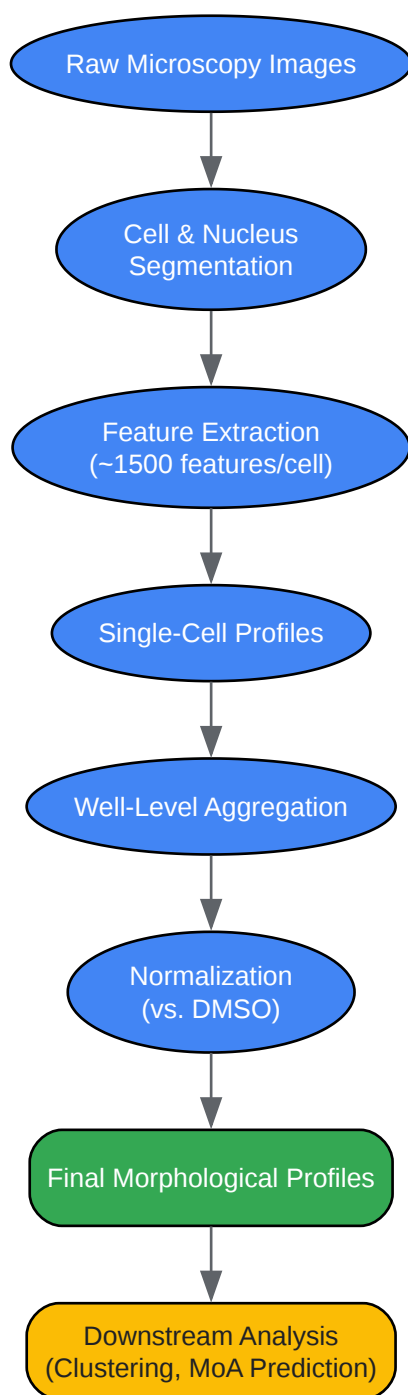 Raw Microscopy Images
Cell & Nucleus
Segmentation
Feature Extraction
(~1500 features/cell)
Single-Cell Profiles
Well-Level Aggregation
Normalization
(vs. DMSO)
Final Morphological Profiles
Downstream Analysis
(Clustering, MoA Prediction)